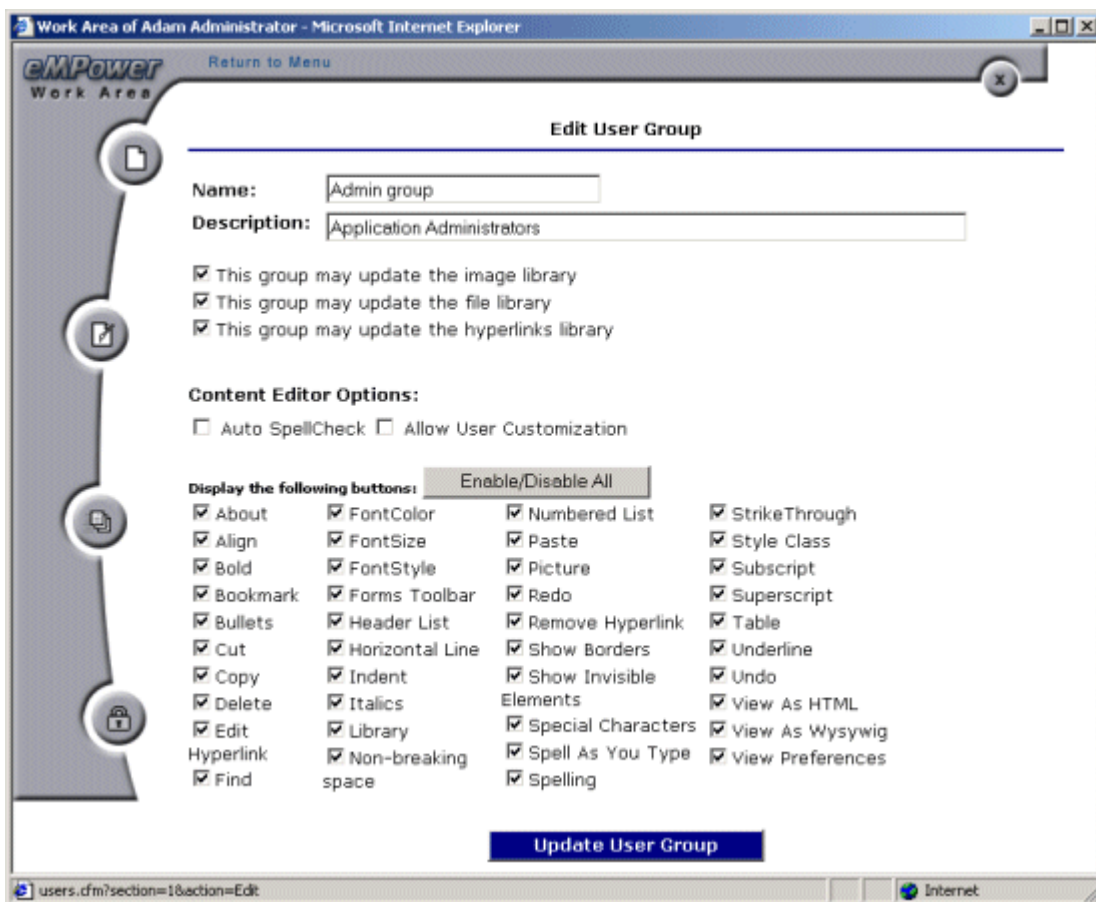 Work Area of Adam Administrator - Microsoft Internet Explorer
eMPower
Work Area
Return to Menu
x
Edit User Group
Name: Admin group
Description: Application Administrators
This group may update the image library
This group may update the file library
This group may update the hyperlinks library
Content Editor Options:
Auto SpellCheck Allow User Customization
Display the following buttons: Enable/Disable All
About FontColor Numbered List StrikeThrough
Align FontSize Paste Style Class
Bold FontStyle Picture Subscript
Bookmark Forms Toolbar Redo Superscript
Bullets Header List Remove Hyperlink Table
Cut Horizontal Line Show Borders Underline
Copy Indent Show Invisible Undo
Delete Italics Elements View As HTML
Edit Library Special Characters View As Wysywig
Hyperlink Non-breaking Spell As You Type View Preferences
Find space Spelling
Update User Group
users.cfm?section=1&action=Edit
Internet